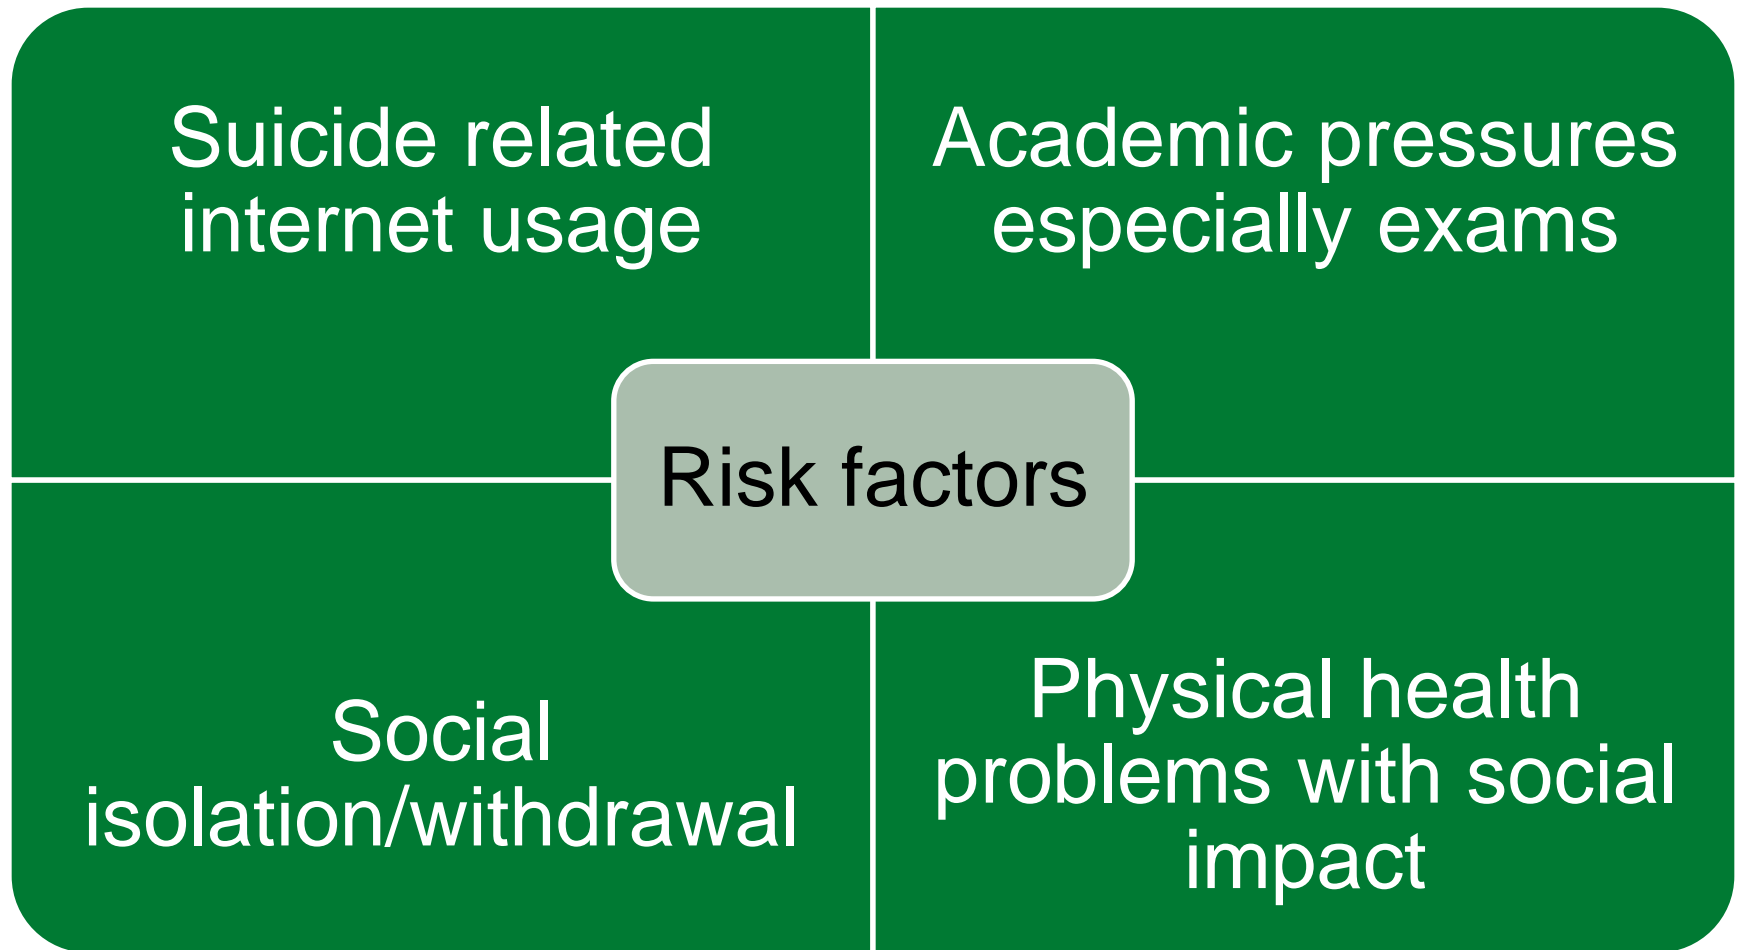 Suicide related
internet usage
Academic pressures
especially exams
Risk factors
Social
isolation/withdrawal
Physical health
problems with social
impact